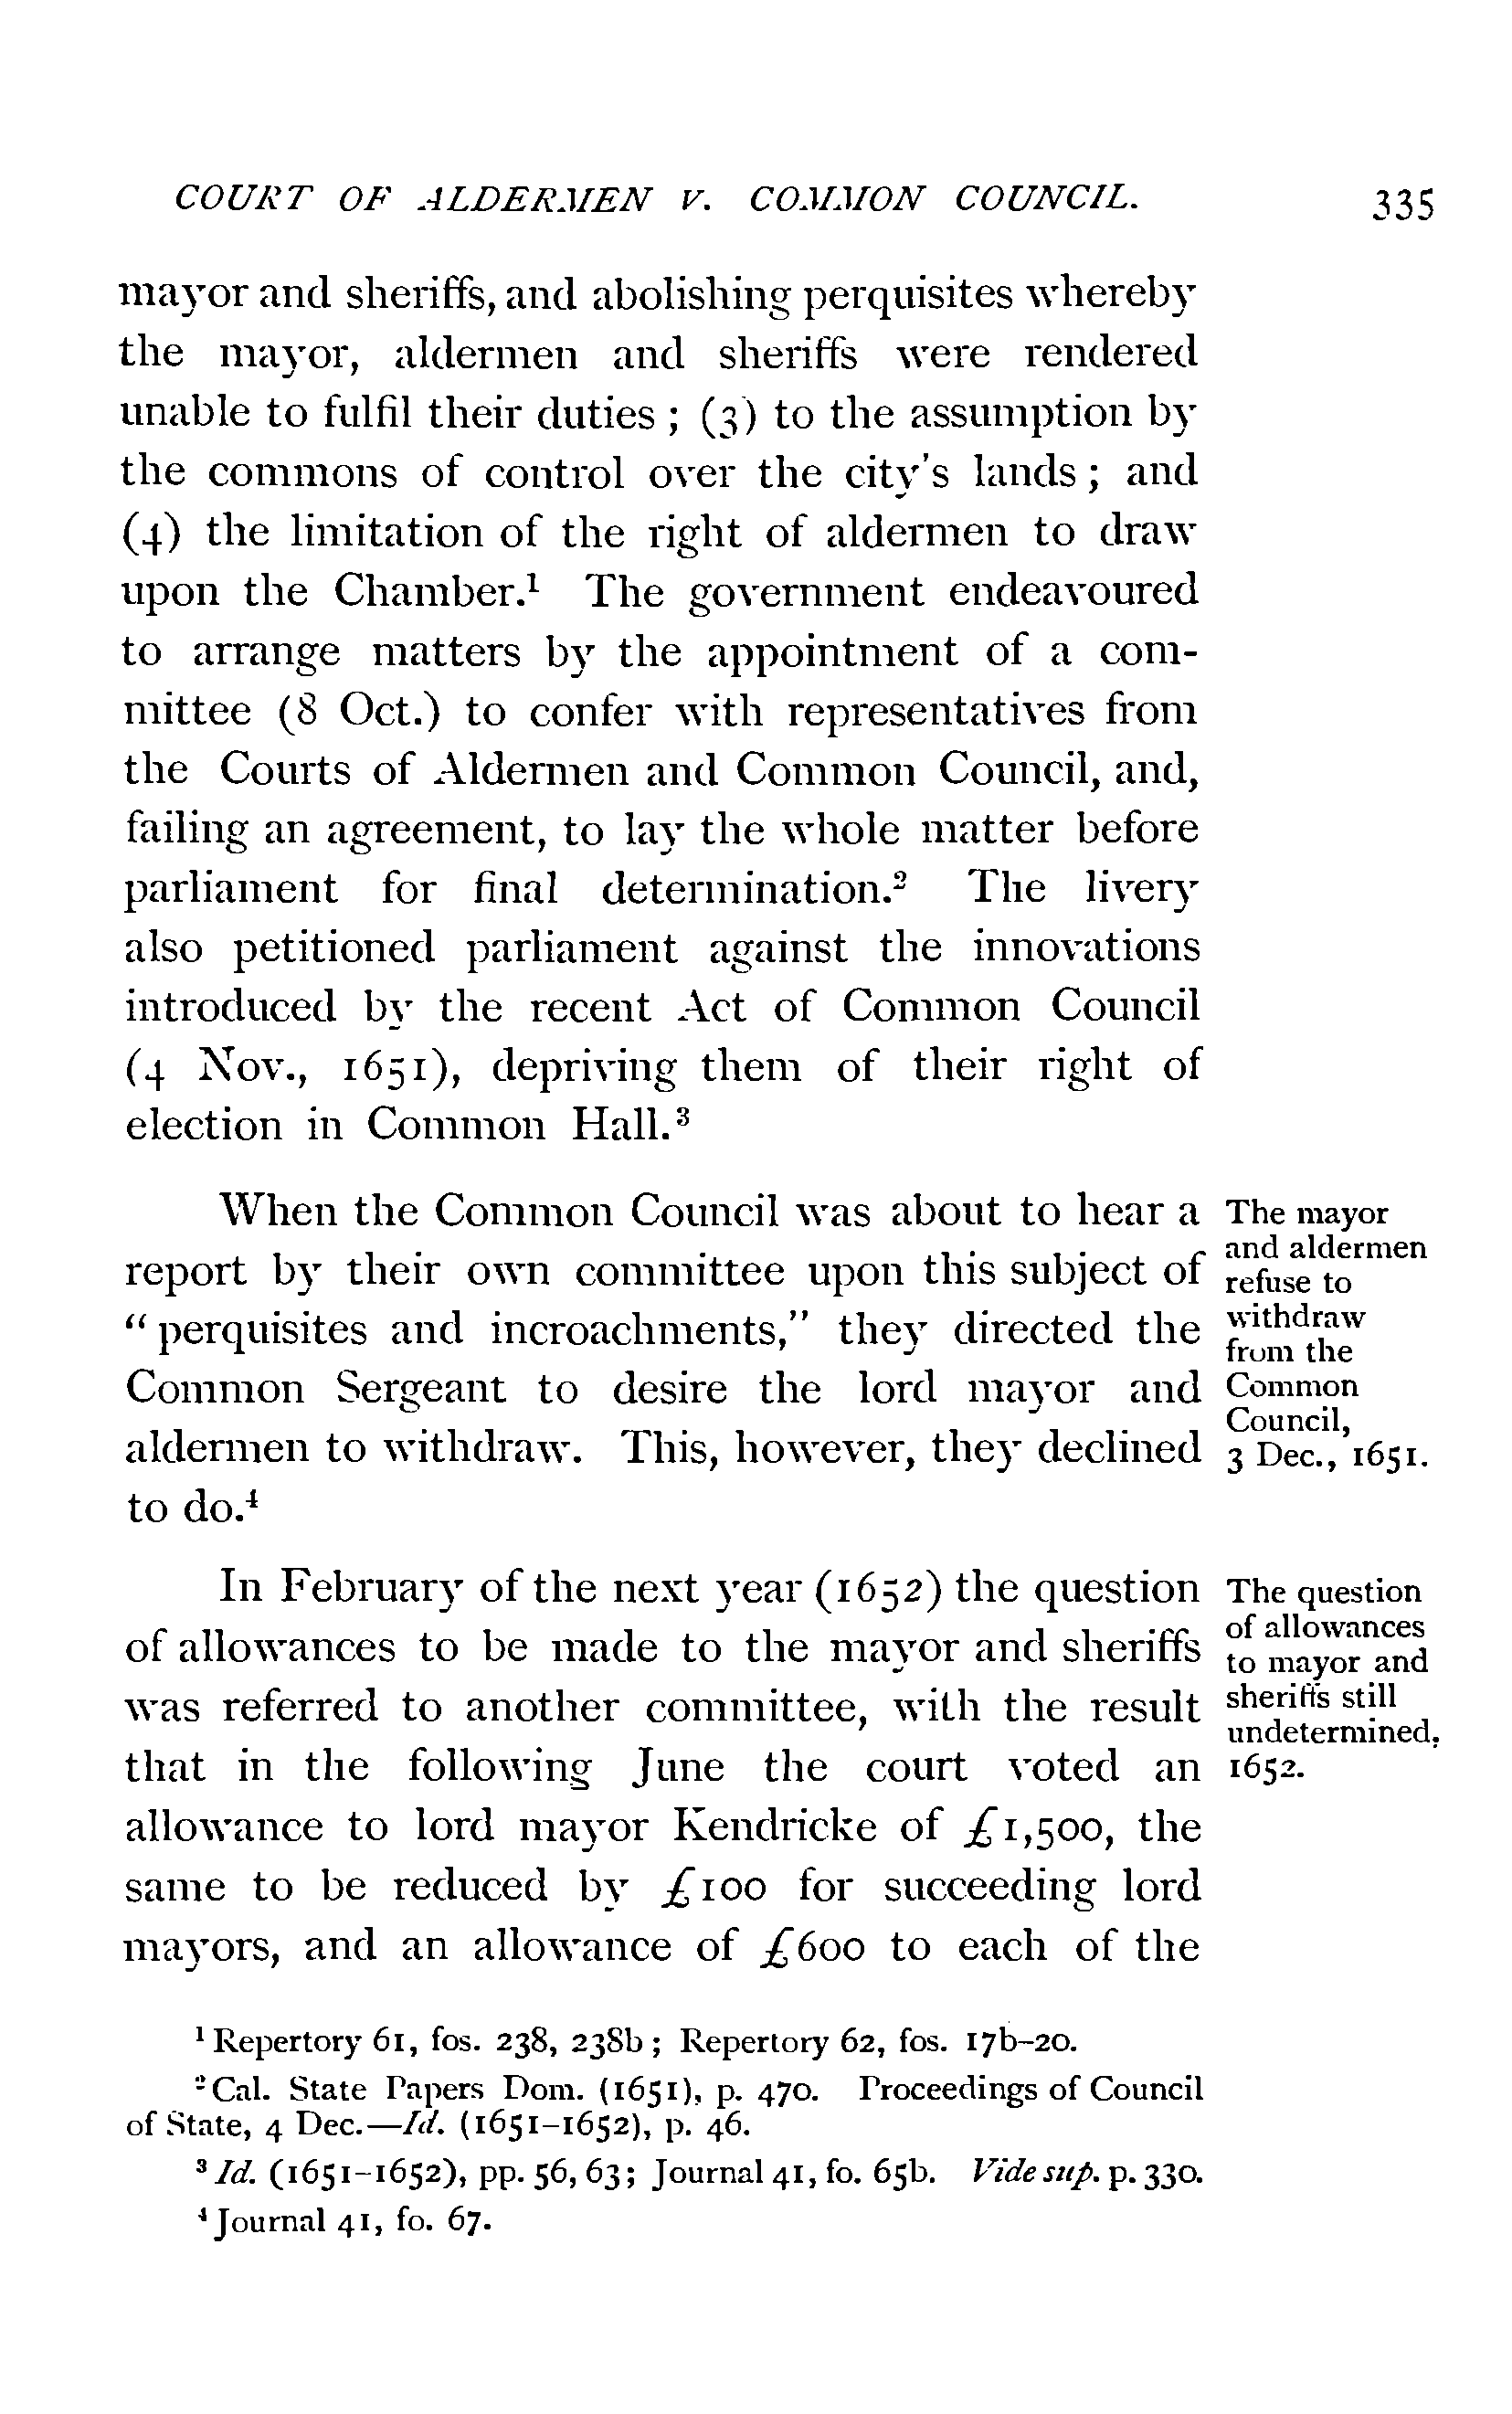 COURT OF ALDERMEN V. COMMON COUNCIL. 335
mayor and sheriffs, and abolishing perquisites whereby
the mayor, aldermen and sheriffs were rendered
unable to fulfil their duties ; (3) to the assumption by
the commons of control over the city's lands ; and
(4) the limitation of the right of aldermen to draw
upon the Chamber.¹ The government endeavoured
to arrange matters by the appointment of a com-
mittee (8 Oct.) to confer with representatives from
the Courts of Aldermen and Common Council, and,
failing an agreement, to lay the whole matter before
parliament for final determination.² The livery
also petitioned parliament against the innovations
introduced by the recent Act of Common Council
(4 Nov., 1651), depriving them of their right of
election in Common Hall.³
When the Common Council was about to hear a
report by their own committee upon this subject of
“perquisites and incroachments,” they directed the
Common Sergeant to desire the lord mayor and
aldermen to withdraw. This, however, they declined
to do.⁴
The mayor
and aldermen
refuse to
withdraw
from the
Common
Council,
3 Dec., 1651.
In February of the next year (1652) the question
of allowances to be made to the mayor and sheriffs
was referred to another committee, with the result
that in the following June the court voted an
allowance to lord mayor Kendricke of £1,500, the
same to be reduced by £100 for succeeding lord
mayors, and an allowance of £600 to each of the
The question
of allowances
to mayor and
sheriffs still
undetermined,
1652.
¹ Repertory 61, fos. 238, 238b ; Repertory 62, fos. 17b–20.
² Cal. State Papers Dom. (1651), p. 470. Proceedings of Council
of State, 4 Dec.—Id. (1651–1652), p. 46.
³ Id. (1651–1652), pp. 56, 63; Journal 41, fo. 65b. Vide sup. p. 330.
⁴ Journal 41, fo. 67.